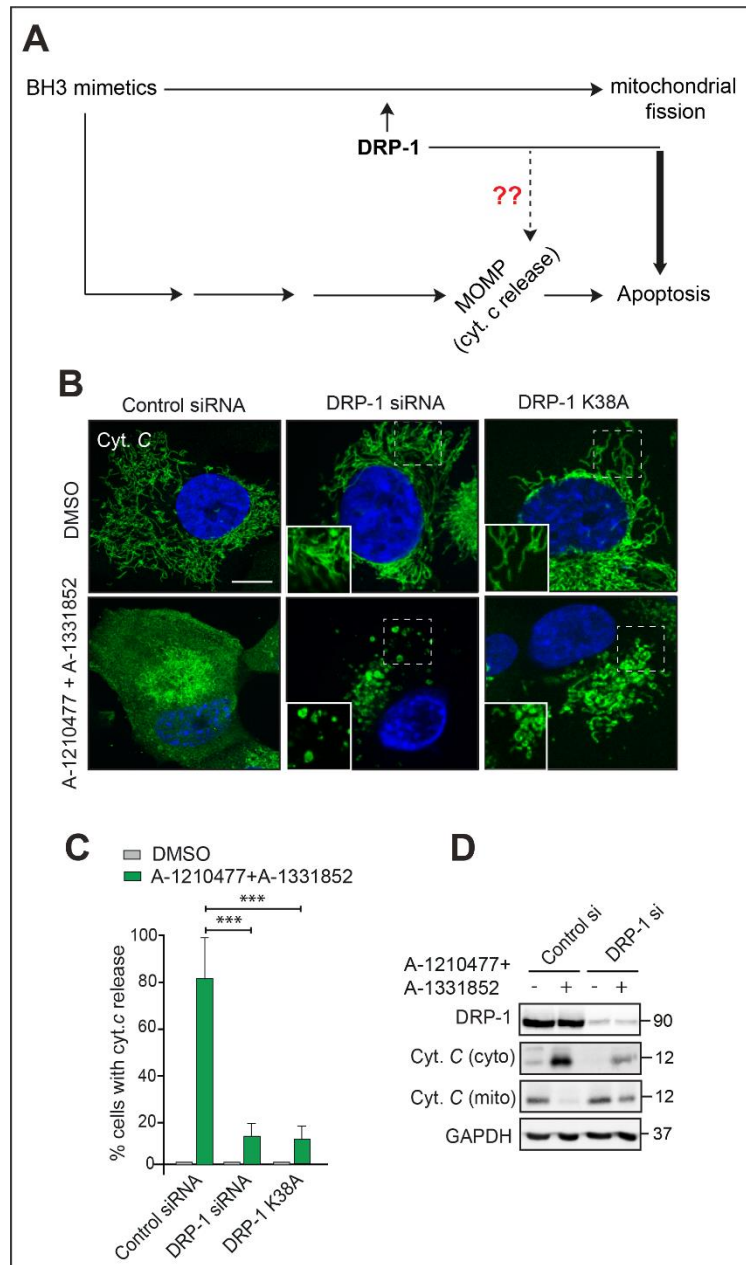 A
BH3 mimetics
mitochondrial
fission
DRP-1
??
MOMP
(cyt. c release)
Apoptosis
B
Control siRNA
DRP-1 siRNA
DRP-1 K38A
Cyt. C
DMSO
A-1210477 + A-1331852
C
DMSO
A-1210477+A-1331852
***
***
% cells with cyt.c release
100
80
60
40
20
0
Control siRNA
DRP-1 siRNA
DRP-1 K38A
D
Control si
DRP-1 si
A-1210477+
A-1331852
- + - +
DRP-1 90
Cyt. C (cyto) 12
Cyt. C (mito) 12
GAPDH 37